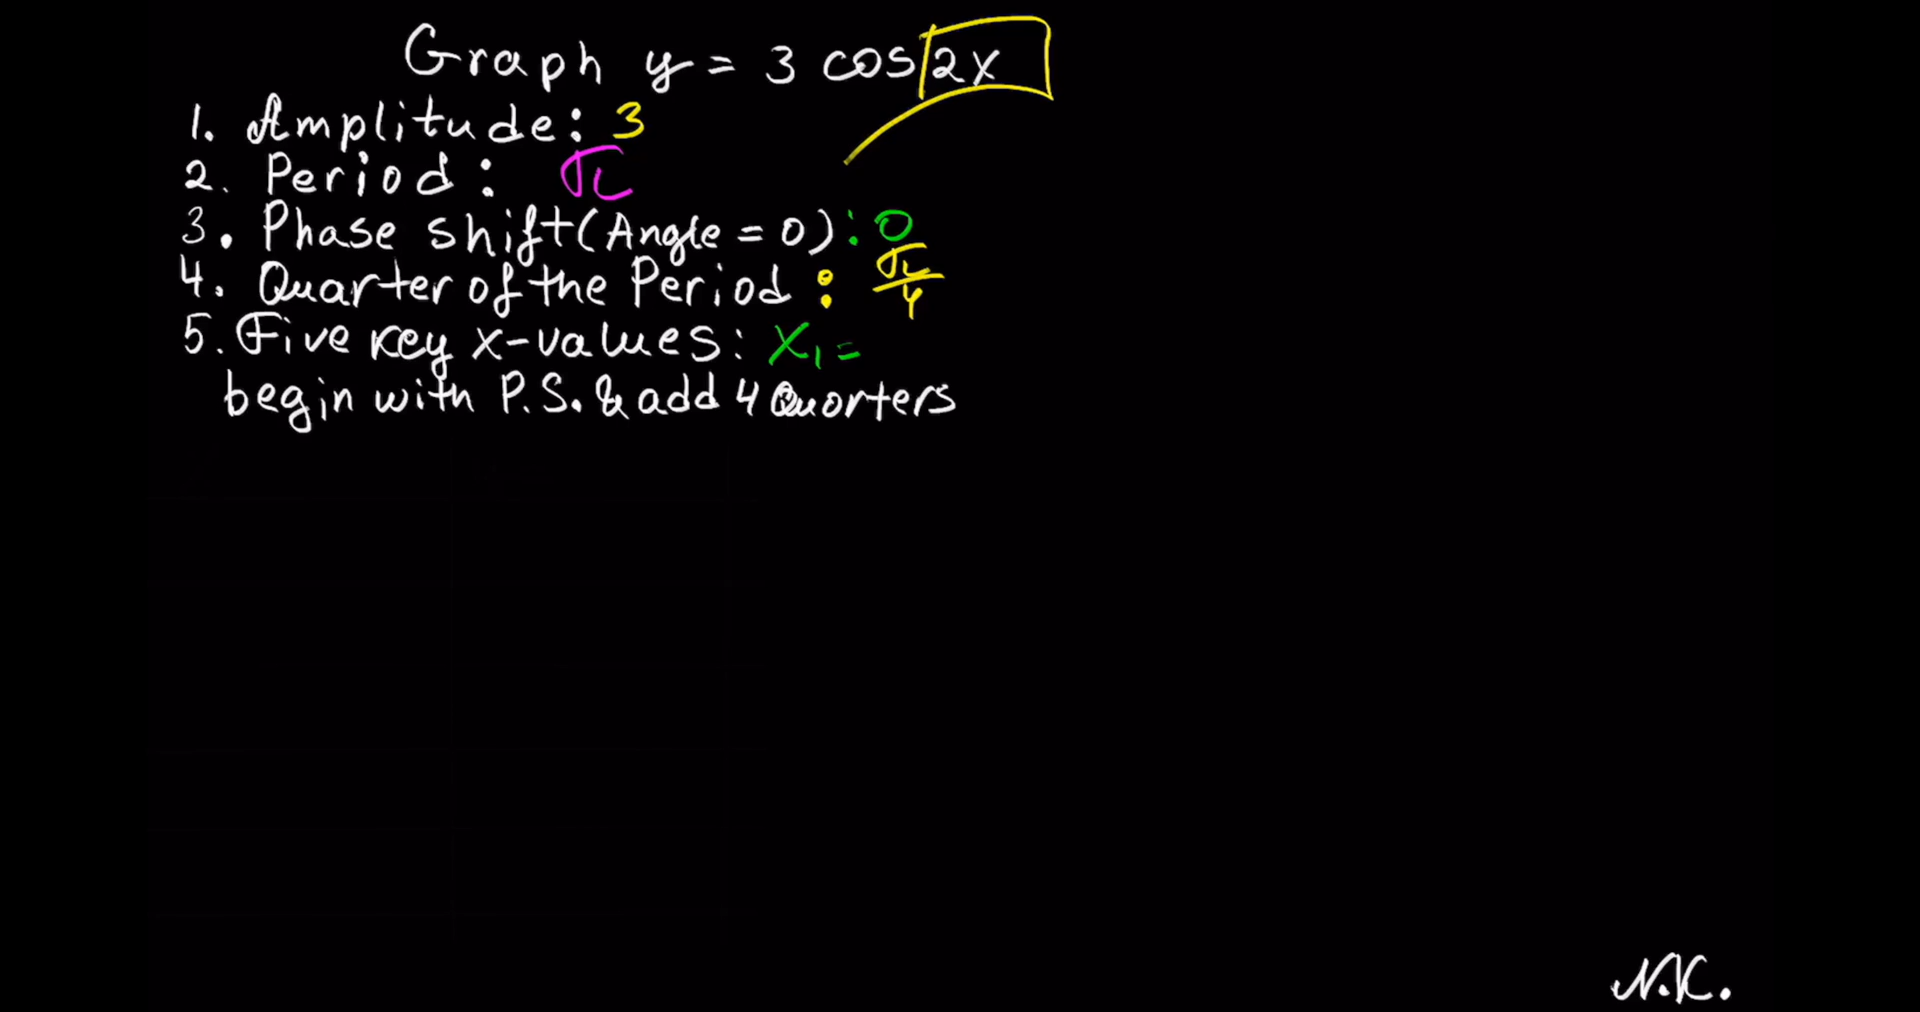 Graph y = 3 cos 2x
1. Amplitude: 3
2. Period: π
3. Phase shift (Angle = 0): 0
4. Quarter of the Period: π/4
5. Five key x-values: x₁ =
begin with P.S. & add 4 Quorters
N.K.